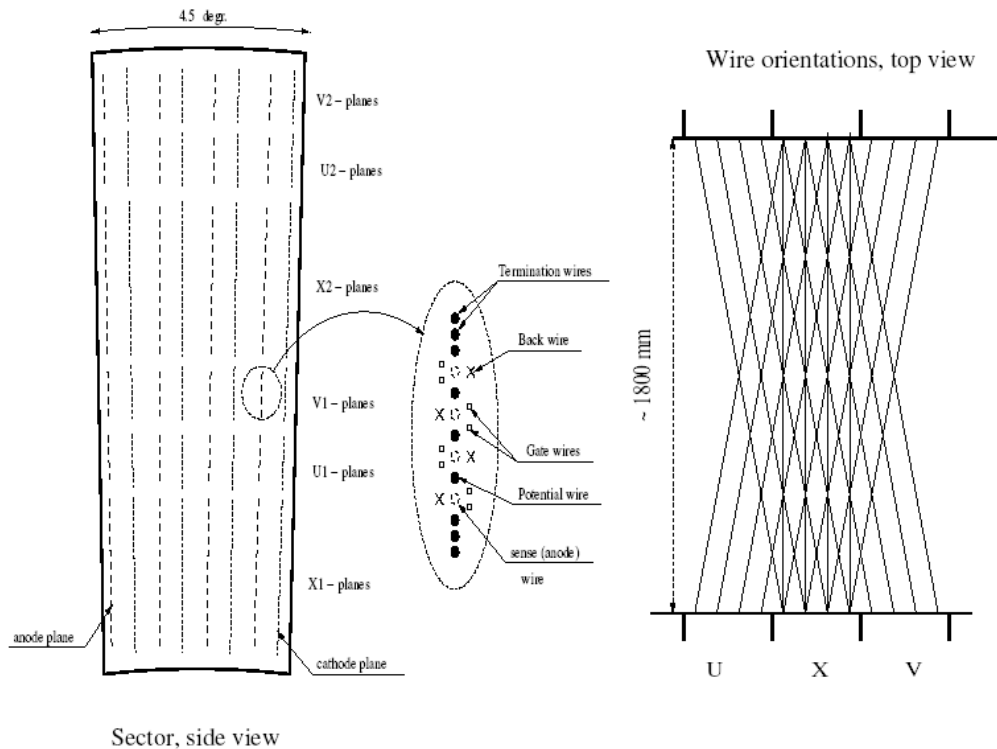 4.5 degr.
V2 – planes
U2 – planes
X2 – planes
V1 – planes
U1 – planes
X1 – planes
anode plane
cathode plane
Sector, side view
Termination wires
Back wire
Gate wires
Potential wire
sense (anode)
wire
Wire orientations, top view
~ 1800 mm
U X V